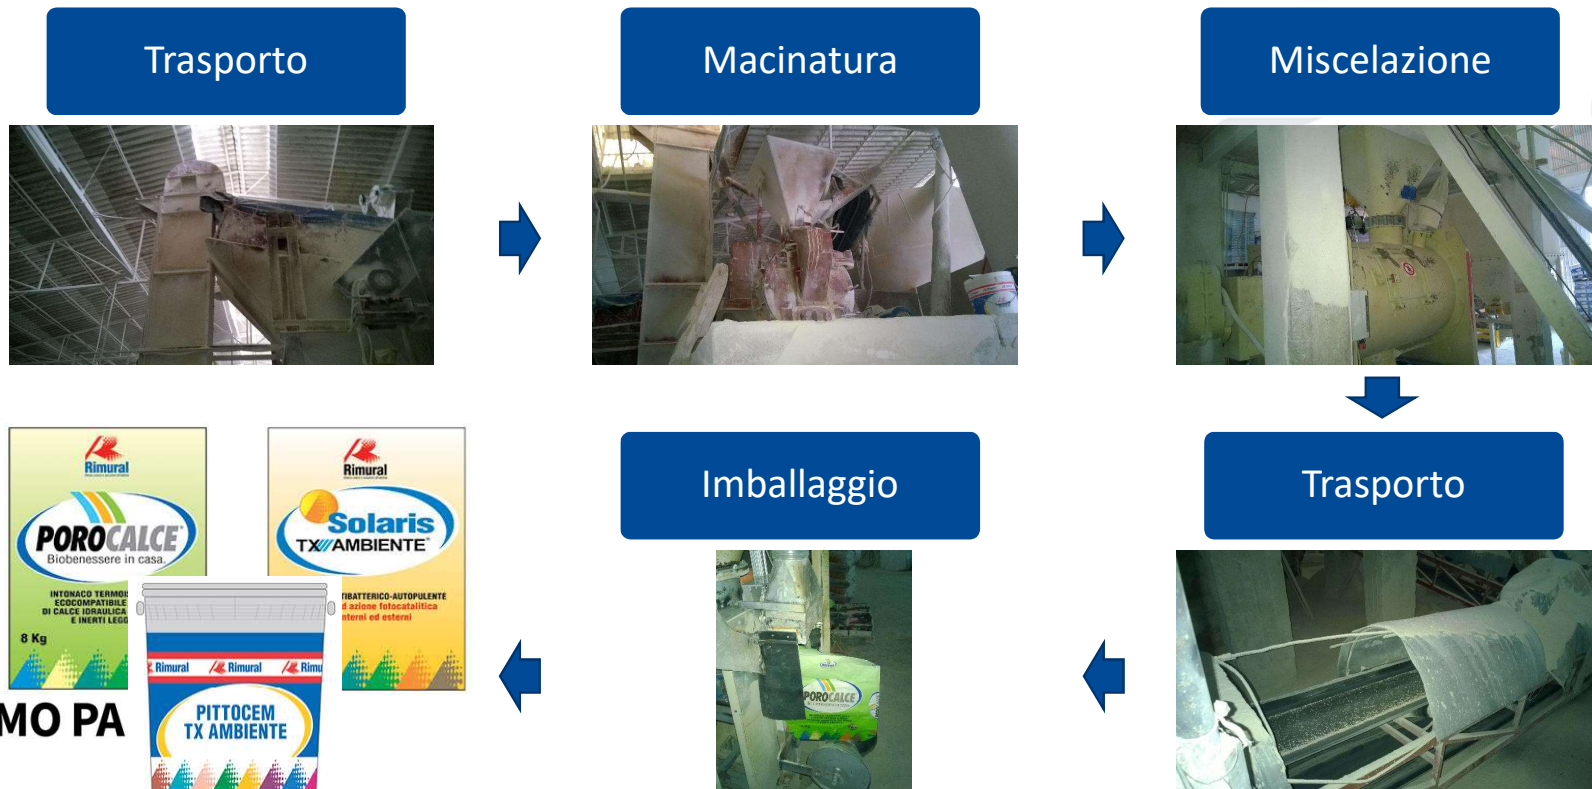 Trasporto
Macinatura
Miscelazione
Rimural
POROCALCE
Biobenessere in casa.
INTONACO TERMOI
ECOCOMPATIBILE
DI CALCE IDRAULICA
E INERTI LEGG
8 Kg
Rimural
Solaris
TX AMBIENTE
TIBATTERICO-AUTOPULENTE
d azione fotocatalitica
nterni ed esterni
Imballaggio
Trasporto
Rimural Rimural Rimu
PITTOCEM
TX AMBIENTE
MO PA
POROCALCE